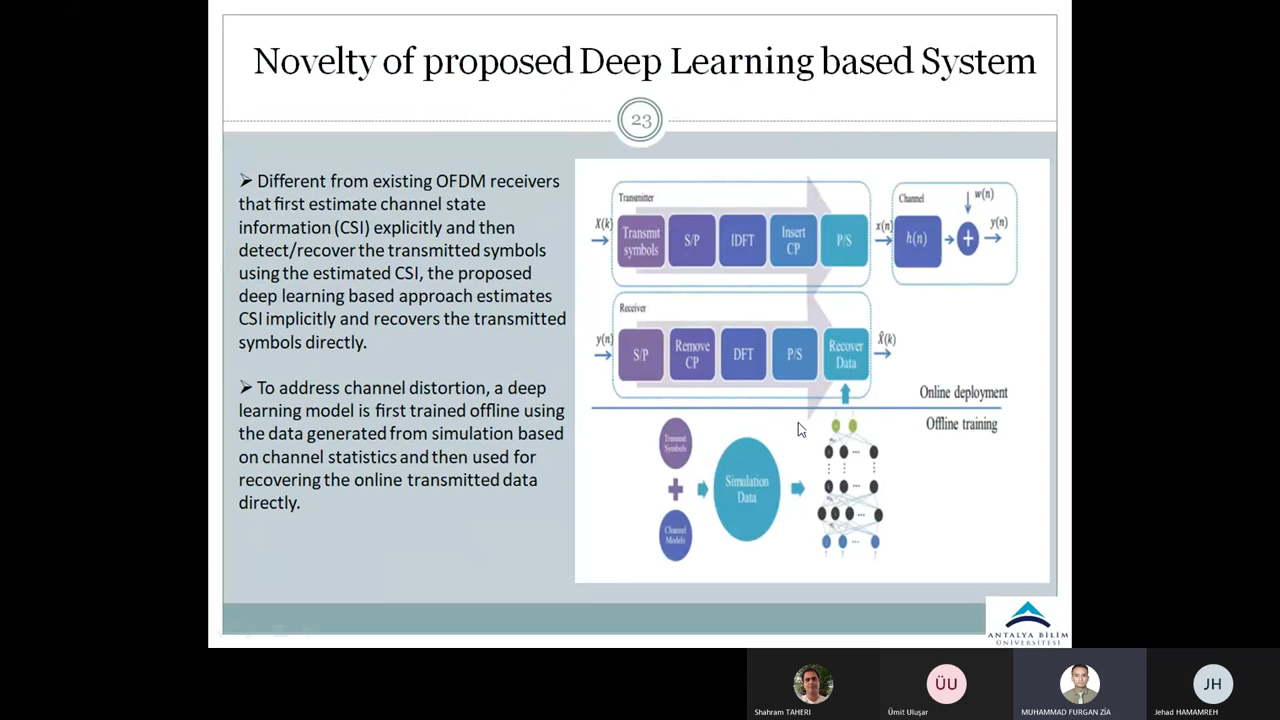 Novelty of proposed Deep Learning based System
23
➢ Different from existing OFDM receivers
that first estimate channel state
information (CSI) explicitly and then
detect/recover the transmitted symbols
using the estimated CSI, the proposed
deep learning based approach estimates
CSI implicitly and recovers the transmitted
symbols directly.
➢ To address channel distortion, a deep
learning model is first trained offline using
the data generated from simulation based
on channel statistics and then used for
recovering the online transmitted data
directly.
Transmitter
X(k)
Transmit
symbols
S/P
IDFT
Insert
CP
P/S
x(n)
Channel
w(n)
h(n)
+
y(n)
Receiver
y(n)
S/P
Remove
CP
DFT
P/S
Recover
Data
X̂(k)
Online deployment
Offline training
Transmit
Symbols
+
Channel
Models
Simulation
Data
ANTALYA BİLİM
ÜNİVERSİTESİ
ÜU
JH
Shahram TAHERI
Ümit Uluşar
MUHAMMAD FURGAN ZİA
Jehad HAMAMREH